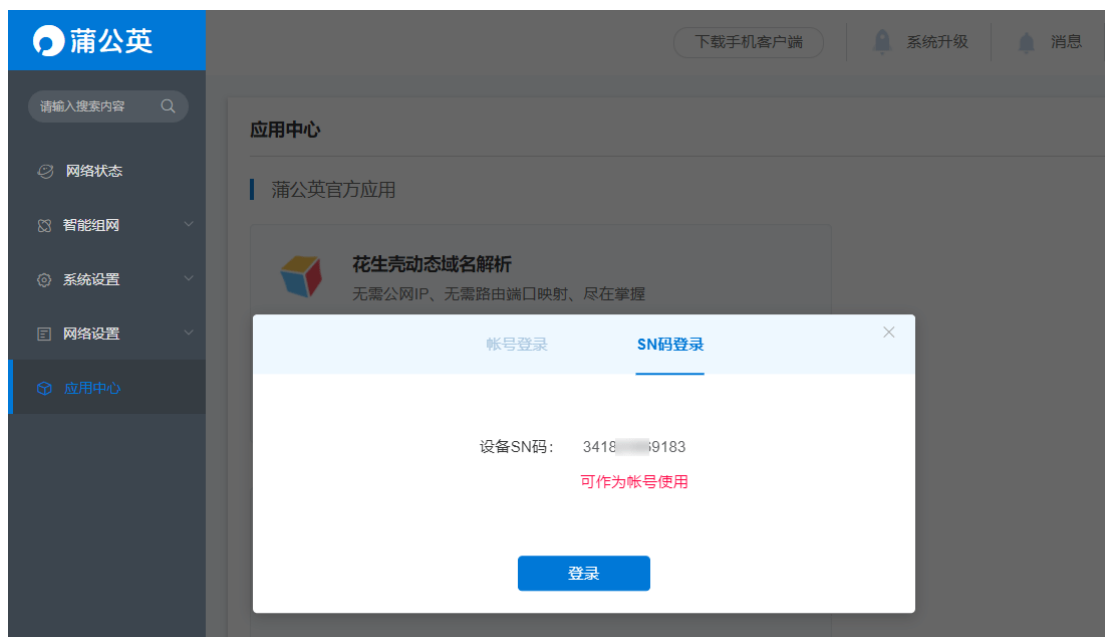 蒲公英
下载手机客户端
系统升级
消息
请输入搜索内容
网络状态
智能组网
系统设置
网络设置
应用中心
应用中心
蒲公英官方应用
花生壳动态域名解析
无需公网IP、无需路由端口映射、尽在掌握
帐号登录
SN码登录
设备SN码: 3418 9183
可作为帐号使用
登录